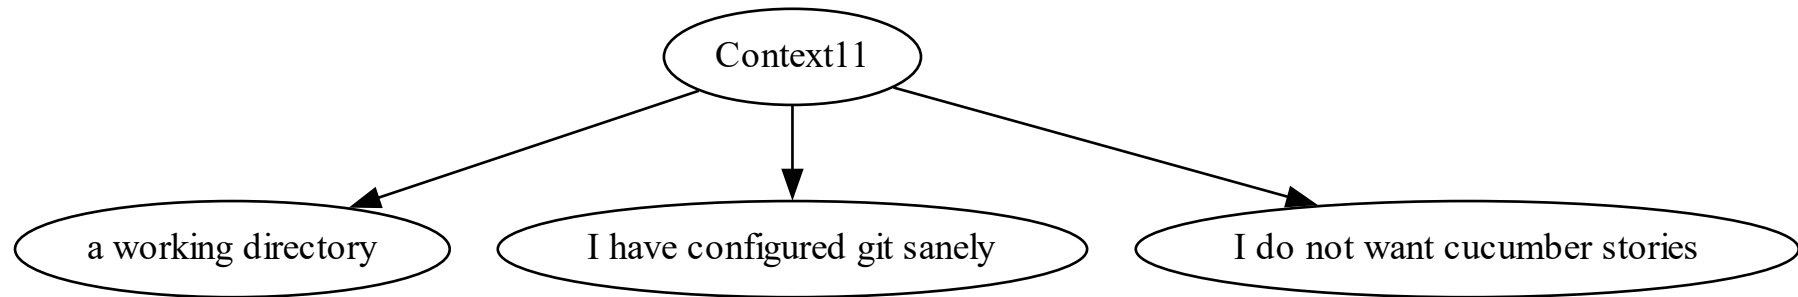 Context11
a working directory
I have configured git sanely
I do not want cucumber stories